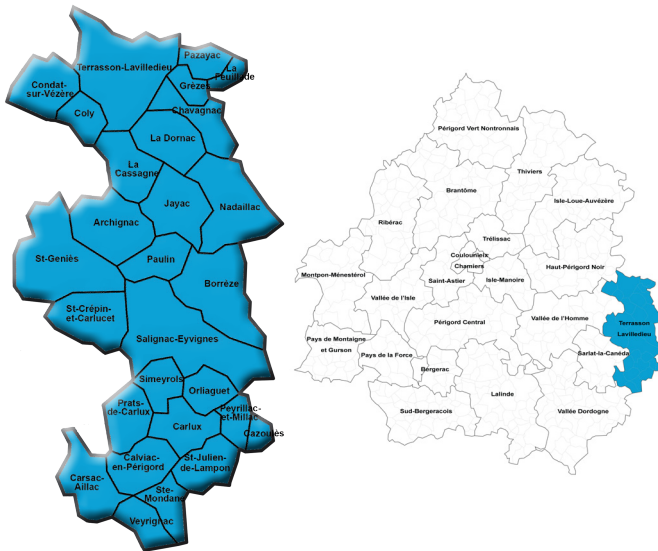 Pazayac
Terrasson-Lavilledieu
La
Feuillade
Condat-
sur-Vézère
Grèzes
Coly
Chavagnac
La Dornac
La
Cassagne
Jayac
Nadaillac
Archignac
St-Geniès
Paulin
Borrèze
St-Crépin-
et-Carlucet
Salignac-Eyvignes
Simeyrols
Orliaguet
Prats-
de-Carlux
Peyrillac-
et-Millac
Carlux
Cazoulès
Calviac-
en-Périgord
St-Julien-
de-Lampon
Carsac-
Aillac
Ste-
Mondane
Veyrignac
Périgord Vert Nontronnais
Thiviers
Brantôme
Isle-Loue-Auvézère
Ribérac
Trélissac
Coulounieix
Chamiers
Haut-Périgord Noir
Montpon-Ménestérol
Saint-Astier
Isle-Manoire
Vallée de l'Isle
Périgord Central
Vallée de l'Homme
Terrasson
Lavilledieu
Pays de Montaigne
et Gurson
Pays de la Force
Sarlat-la-Canéda
Bergerac
Lalinde
Sud-Bergeracois
Vallée Dordogne